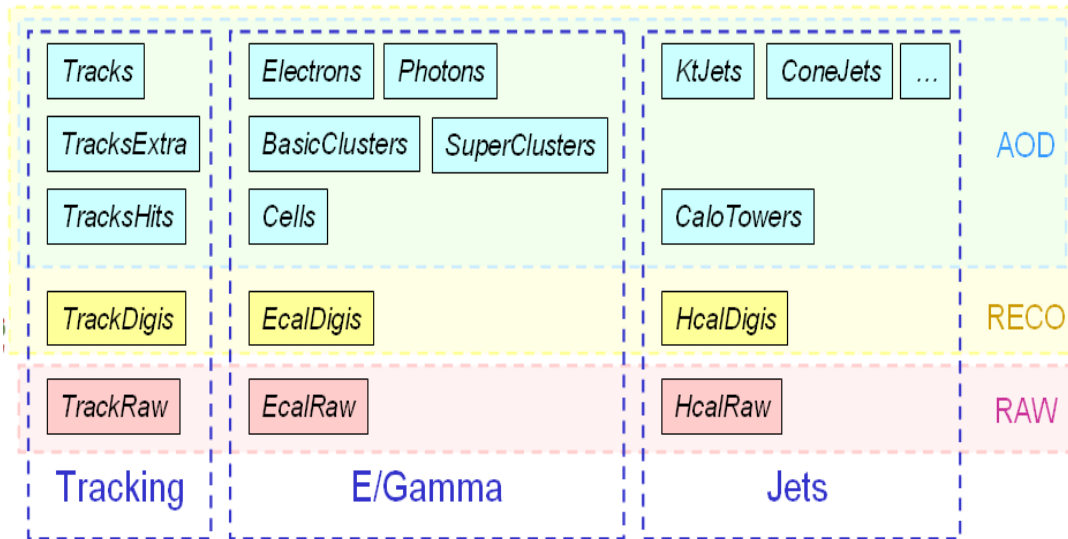 Tracks
Electrons
Photons
KtJets
ConeJets
...
TracksExtra
BasicClusters
SuperClusters
AOD
TracksHits
Cells
CaloTowers
TrackDigis
EcalDigis
HcalDigis
RECO
TrackRaw
EcalRaw
HcalRaw
RAW
Tracking
E/Gamma
Jets